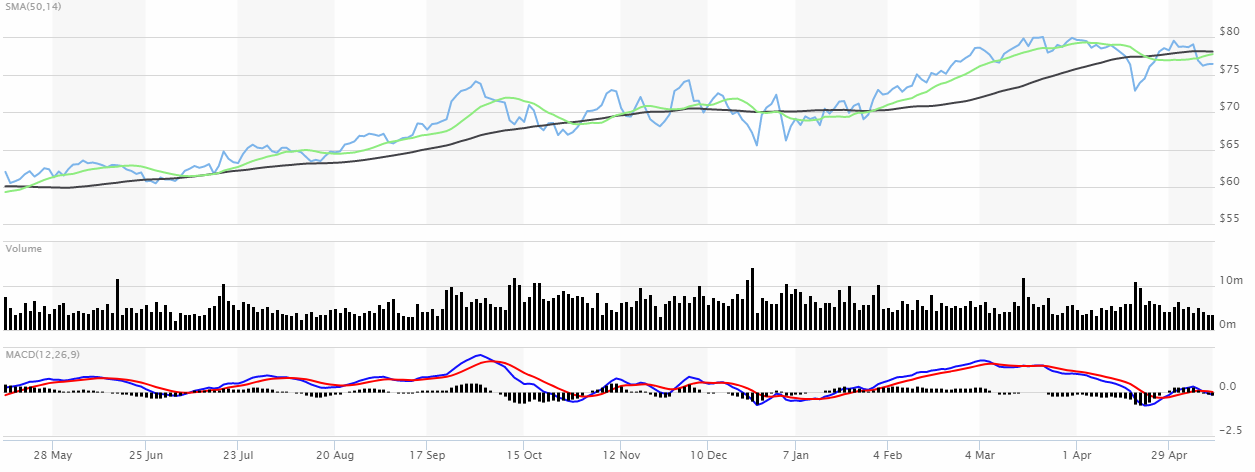 SMA(50,14)
$80
$75
$70
$65
$60
$55
Volume
10m
0m
MACD(12,26,9)
0.0
-2.5
28 May 25 Jun 23 Jul 20 Aug 17 Sep 15 Oct 12 Nov 10 Dec 7 Jan 4 Feb 4 Mar 1 Apr 29 Apr